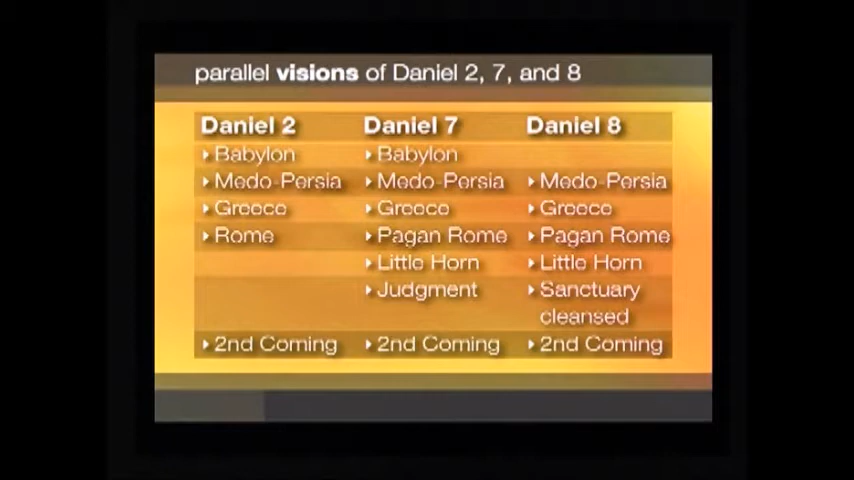 parallel visions of Daniel 2, 7, and 8
Daniel 2 Daniel 7 Daniel 8
Babylon Babylon
Medo-Persia Medo-Persia Medo-Persia
Greece Greece Greece
Rome Pagan Rome Pagan Rome
Little Horn Little Horn
Judgment Sanctuary
cleansed
2nd Coming 2nd Coming 2nd Coming